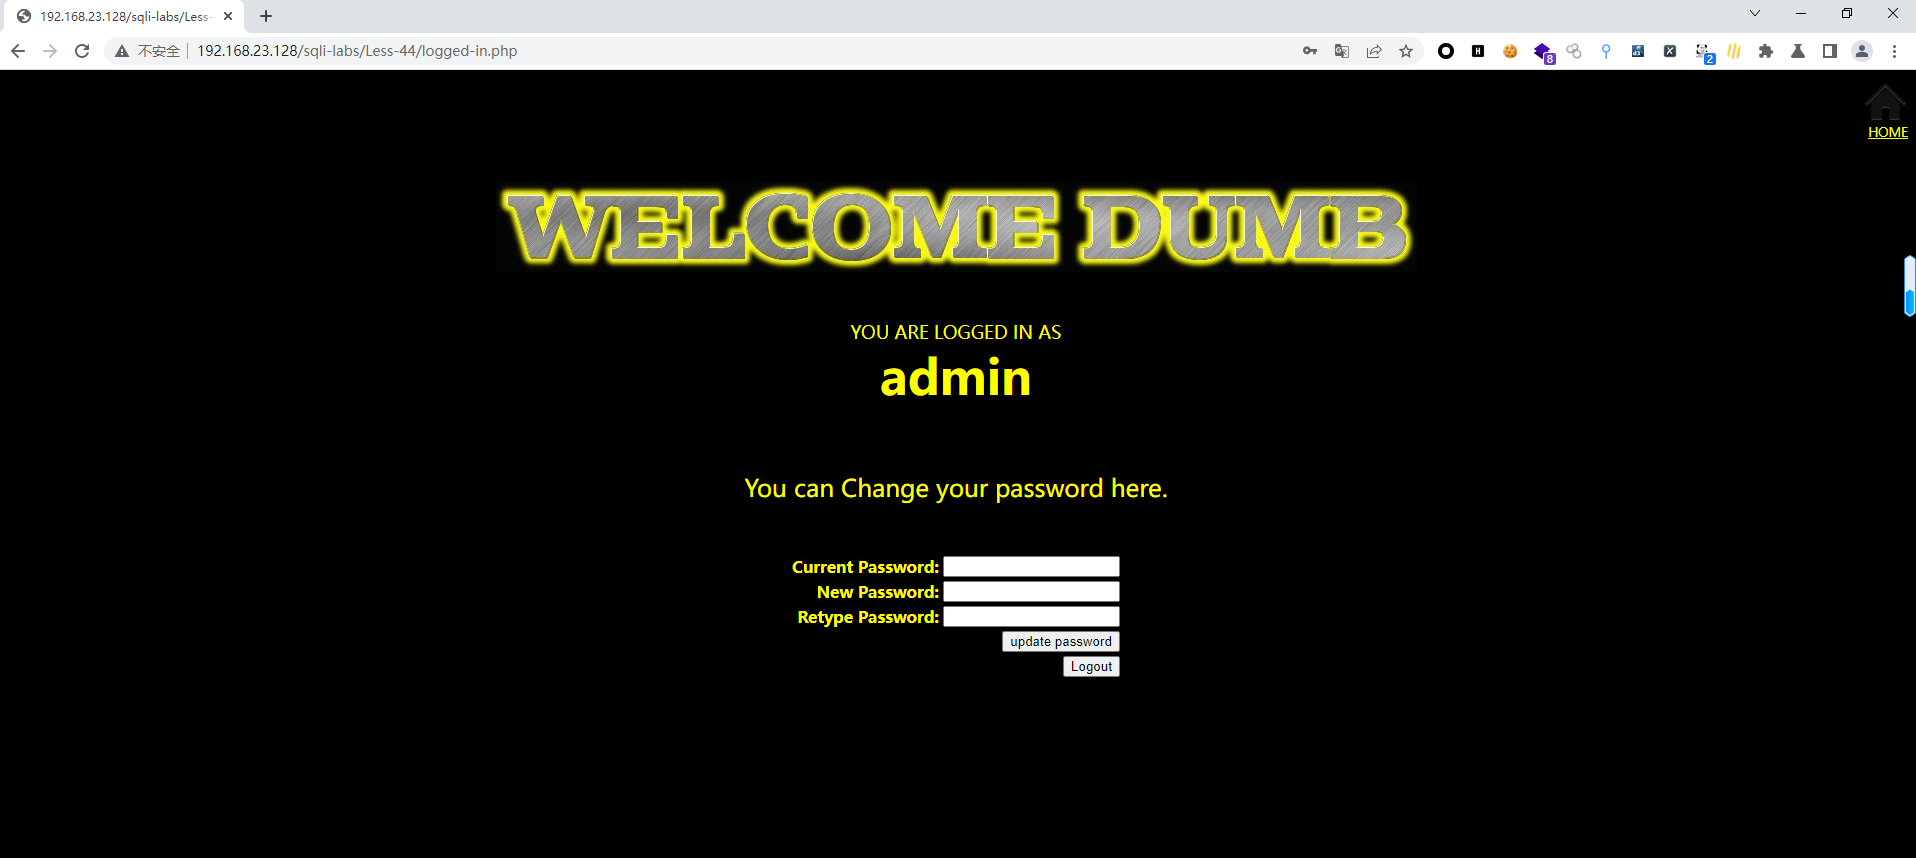 192.168.23.128/sqli-labs/Less-
不安全 192.168.23.128/sqli-labs/Less-44/logged-in.php
8
2
HOME
WELCOME DUMB
YOU ARE LOGGED IN AS
admin
You can Change your password here.
Current Password:
New Password:
Retype Password:
update password
Logout